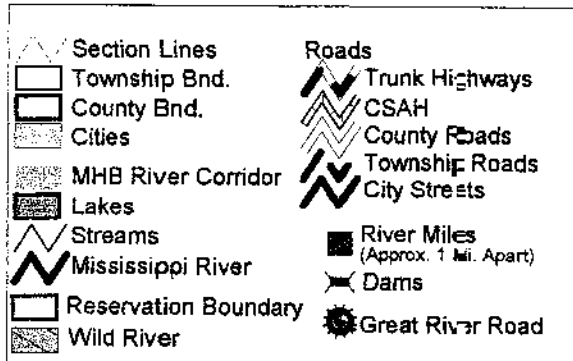 Section Lines
Township Bnd.
County Bnd.
Cities
MHB River Corridor
Lakes
Streams
Mississippi River
Reservation Boundary
Wild River
Roads
Trunk Highways
CSAH
County Roads
Township Roads
City Streets
River Miles
(Approx. 1 Mi. Apart)
Dams
Great River Road